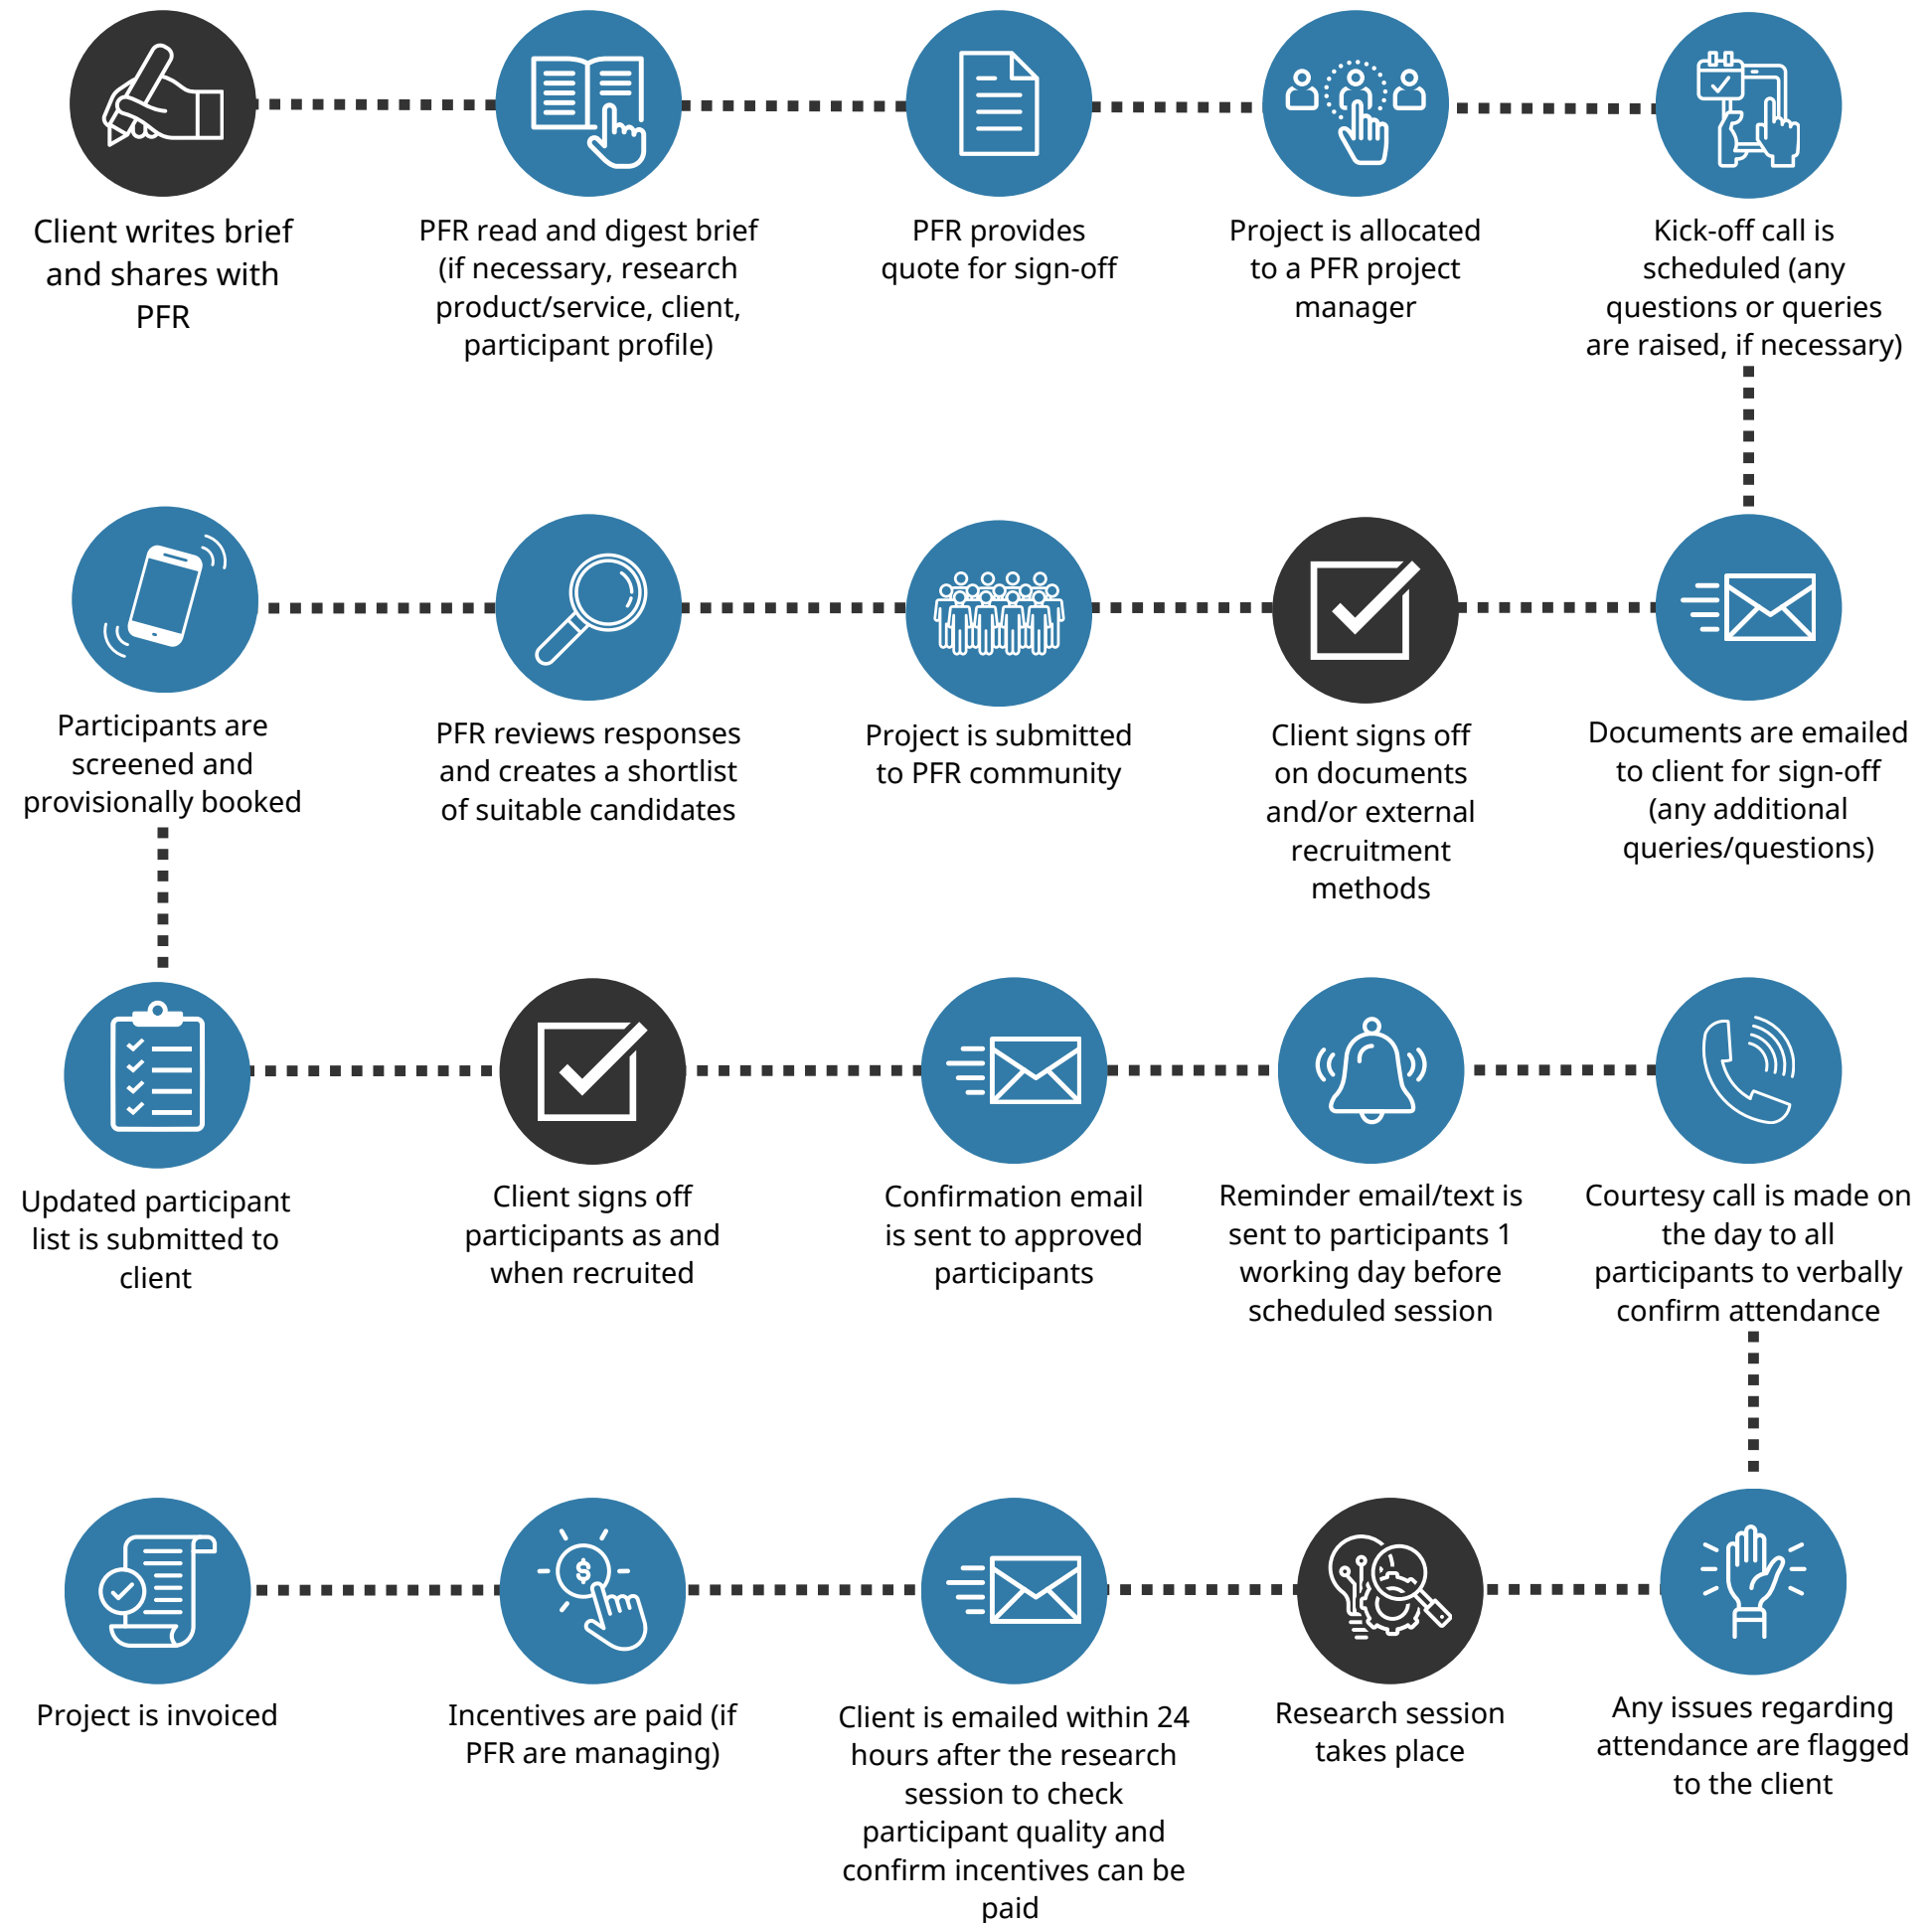 Client writes brief
and shares with
PFR
PFR read and digest brief
(if necessary, research
product/service, client,
participant profile)
PFR provides
quote for sign-off
Project is allocated
to a PFR project
manager
Kick-off call is
scheduled (any
questions or queries
are raised, if necessary)
Documents are emailed
to client for sign-off
(any additional
queries/questions)
Client signs off
on documents
and/or external
recruitment
methods
Project is submitted
to PFR community
PFR reviews responses
and creates a shortlist
of suitable candidates
Participants are
screened and
provisionally booked
Updated participant
list is submitted to
client
Client signs off
participants as and
when recruited
Confirmation email
is sent to approved
participants
Reminder email/text is
sent to participants 1
working day before
scheduled session
Courtesy call is made on
the day to all
participants to verbally
confirm attendance
Any issues regarding
attendance are flagged
to the client
Research session
takes place
Client is emailed within 24
hours after the research
session to check
participant quality and
confirm incentives can be
paid
$
Incentives are paid (if
PFR are managing)
Project is invoiced